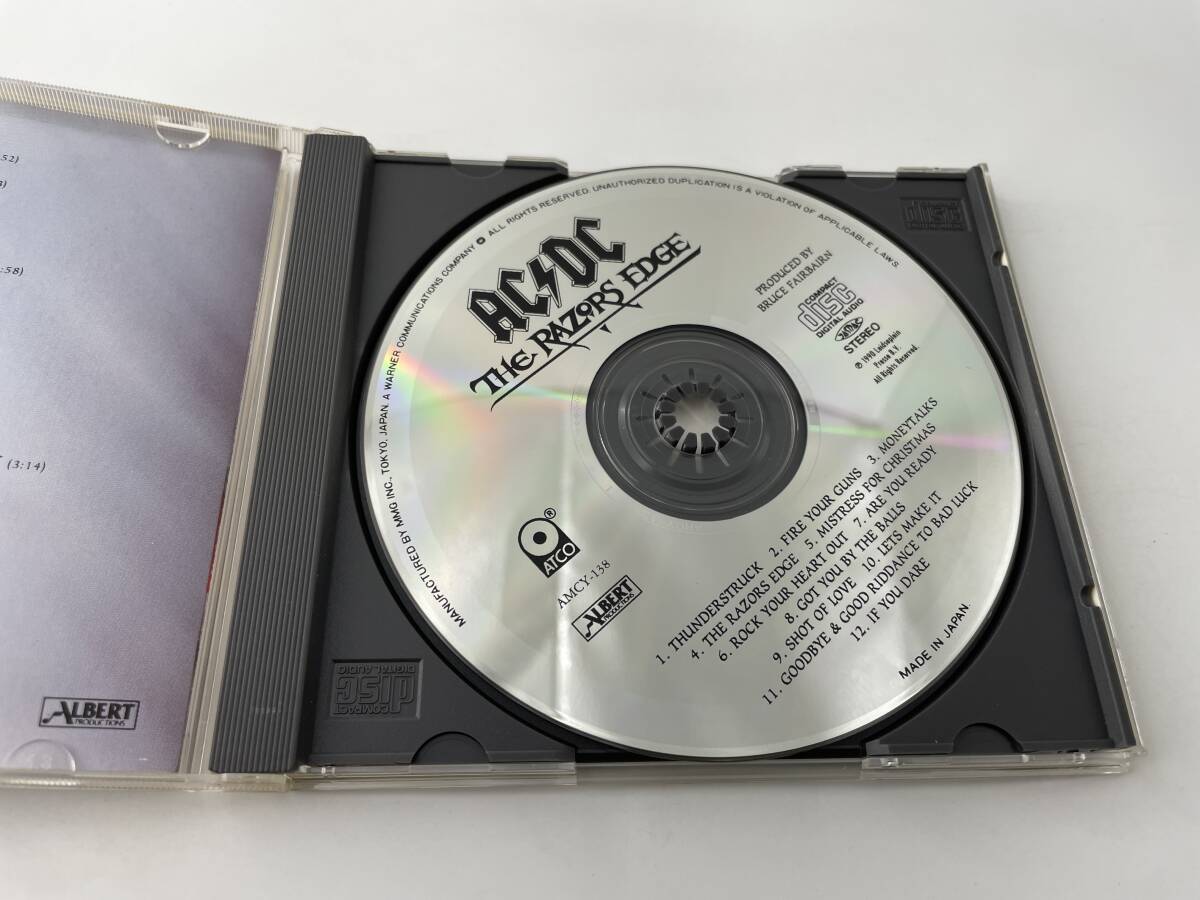 :52)
:58)
(3:14)
ALBERT
PRODUCTIONS
MANUFACTURED BY MMG INC., TOKYO, JAPAN. A WARNER COMMUNICATIONS COMPANY ALL RIGHTS RESERVED. UNAUTHORIZED DUPLICATION IS A VIOLATION OF APPLICABLE LAWS
AC/DC
THE RAZORS EDGE
PRODUCED BY
BRUCE FAIRBAIRN
COMPACT
disc
DIGITAL AUDIO
STEREO
℗ 1990 Leidseplein
Presse B.V.
All Rights Reserved.
ATCO®
AMCY-138
ALBERT
PRODUCTIONS
1. THUNDERSTRUCK 2. FIRE YOUR GUNS 3. MONEYTALKS
4. THE RAZORS EDGE 5. MISTRESS FOR CHRISTMAS
6. ROCK YOUR HEART OUT 7. ARE YOU READY
8. GOT YOU BY THE BALLS
9. SHOT OF LOVE 10. LETS MAKE IT
11. GOODBYE & GOOD RIDDANCE TO BAD LUCK
12. IF YOU DARE
MADE IN JAPAN.
disc
COMPACT
disc
DIGITAL AUDIO